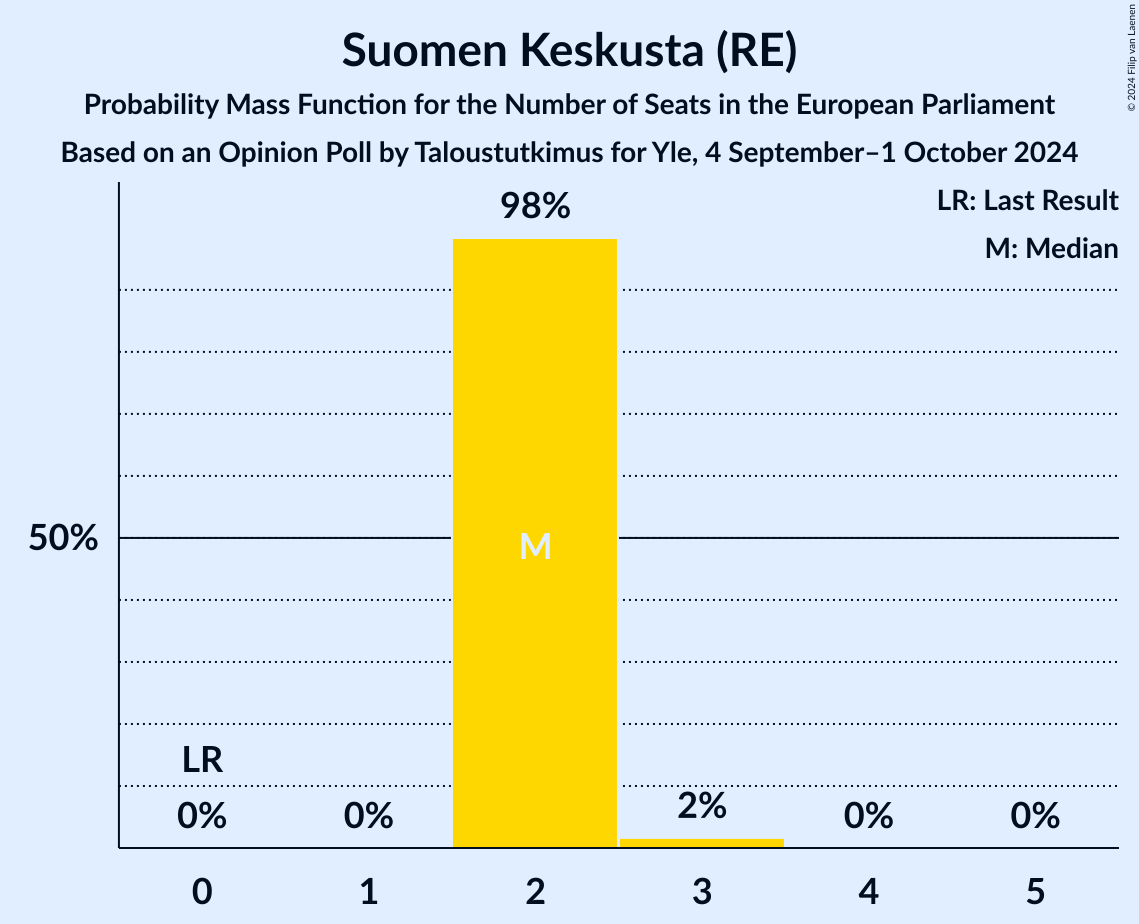 Suomen Keskusta (RE)
Probability Mass Function for the Number of Seats in the European Parliament
Based on an Opinion Poll by Taloustutkimus for Yle, 4 September–1 October 2024
© 2024 Filip van Laenen
LR: Last Result
M: Median
98%
50%
M
LR
0%
0%
2%
0%
0%
0
1
2
3
4
5